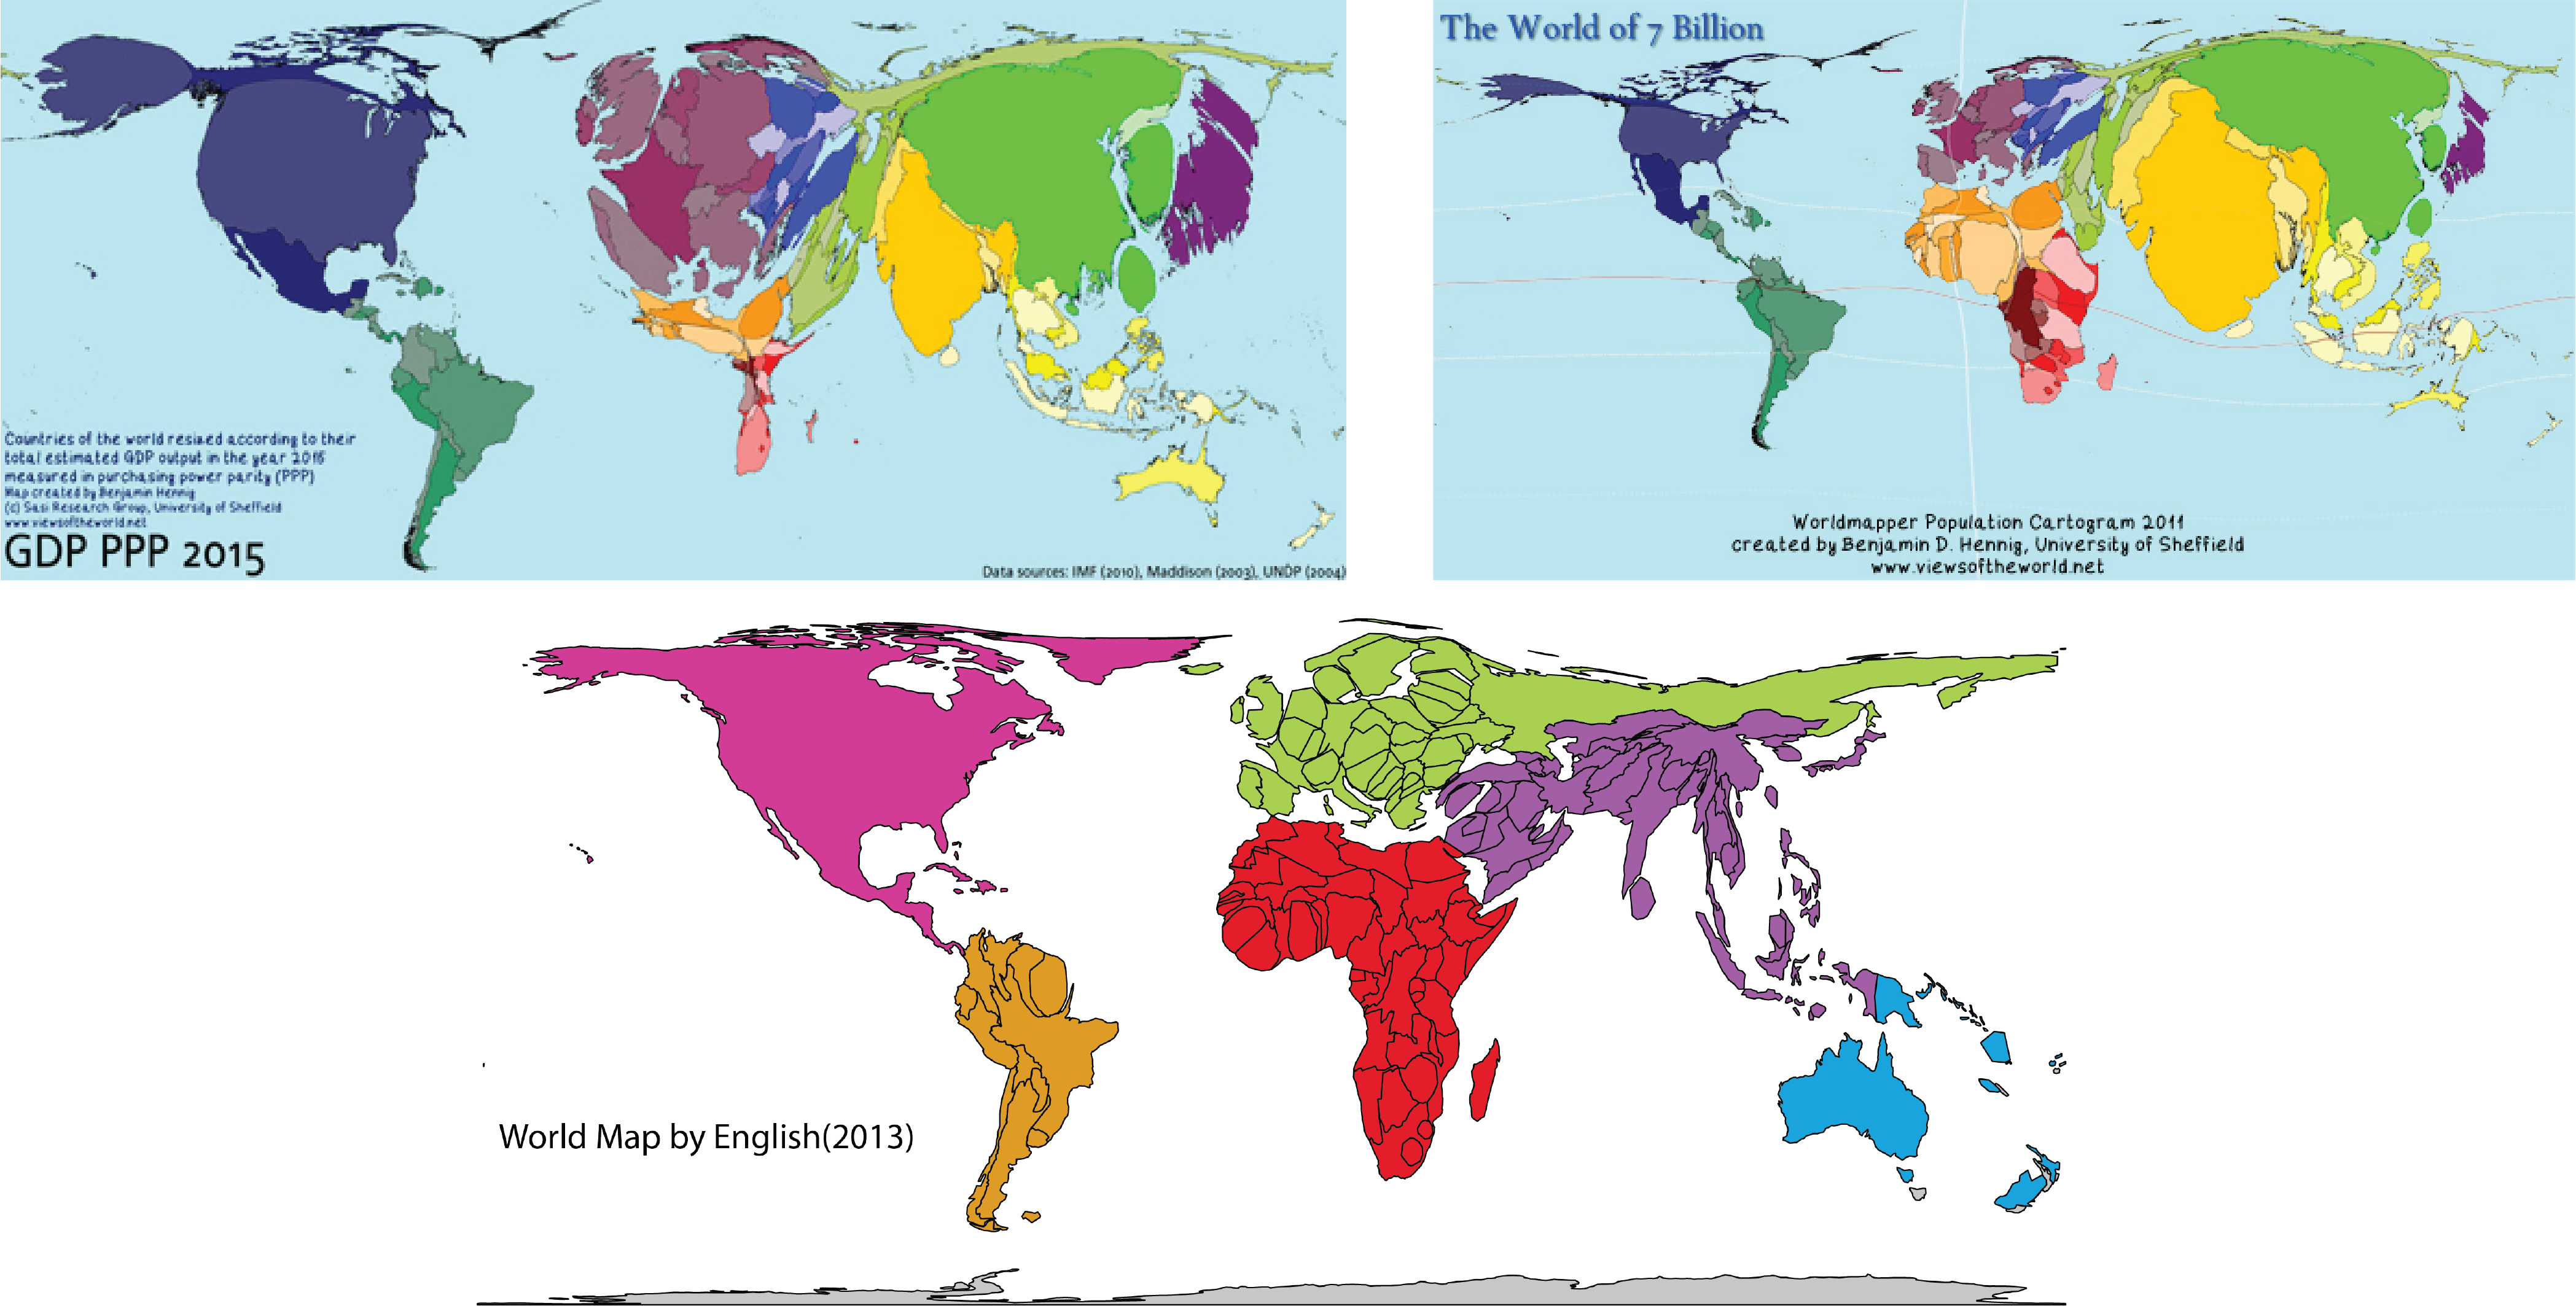 Countries of the world resized according to their
total estimated GDP output in the year 2015
measured in purchasing power parity (PPP)
Map created by Benjamin Hennig
(c) Sasi Research Group, University of Sheffield
www.viewsoftheworld.net
GDP PPP 2015
Data sources: IMF (2010), Maddison (2003), UNDP (2004)
The World of 7 Billion
Worldmapper Population Cartogram 2011
created by Benjamin D. Hennig, University of Sheffield
www.viewsoftheworld.net
World Map by English(2013)